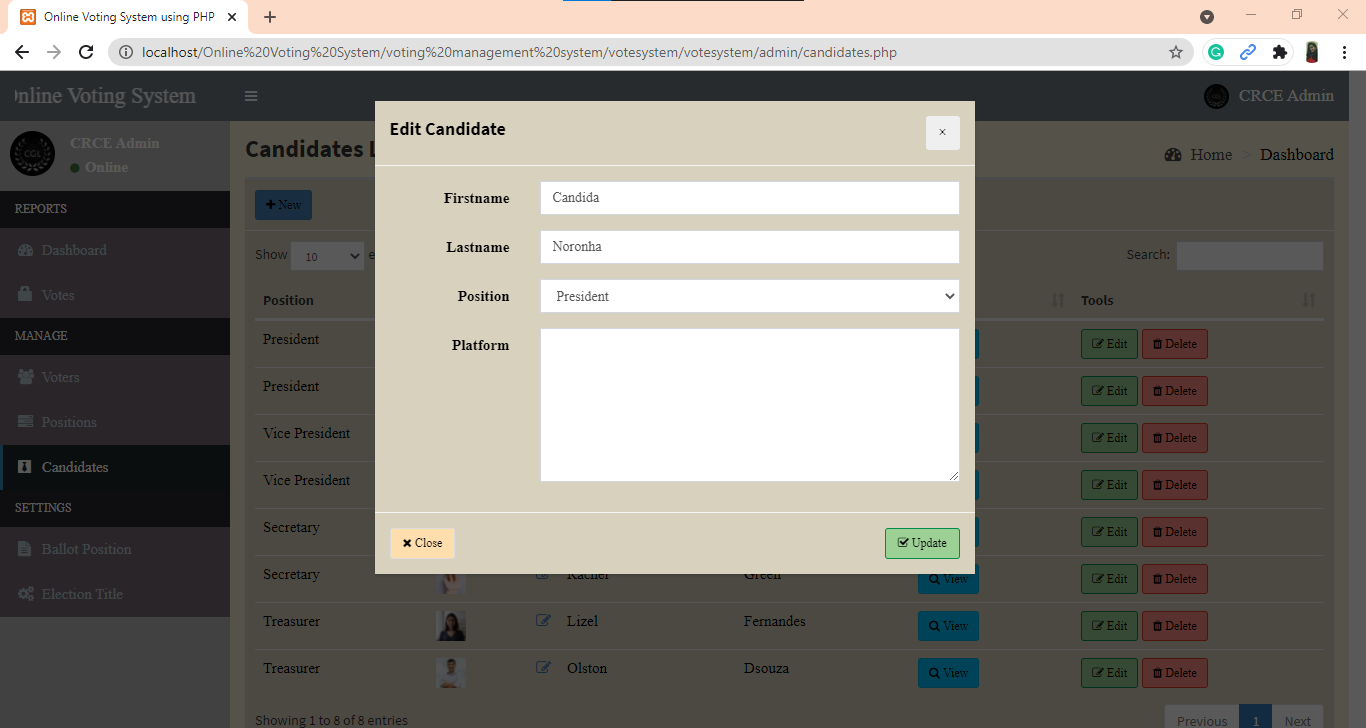 Online Voting System using PHP
localhost/Online%20Voting%20System/voting%20management%20system/votesystem/votesystem/admin/candidates.php
nline Voting System
CRCE Admin
CGL
CRCE Admin
Online
Candidates
Home > Dashboard
REPORTS
Dashboard
Votes
MANAGE
Voters
Positions
Candidates
SETTINGS
Ballot Position
Election Title
New
Show 10 e
Search:
Position Tools
President Edit Delete
President Edit Delete
Vice President Edit Delete
Vice President Edit Delete
Secretary Edit Delete
Secretary Rachel Green View Edit Delete
Treasurer Lizel Fernandes View Edit Delete
Treasurer Olston Dsouza View Edit Delete
Showing 1 to 8 of 8 entries
Previous 1 Next
Edit Candidate
×
Firstname Candida
Lastname Noronha
Position President
Platform
Close
Update